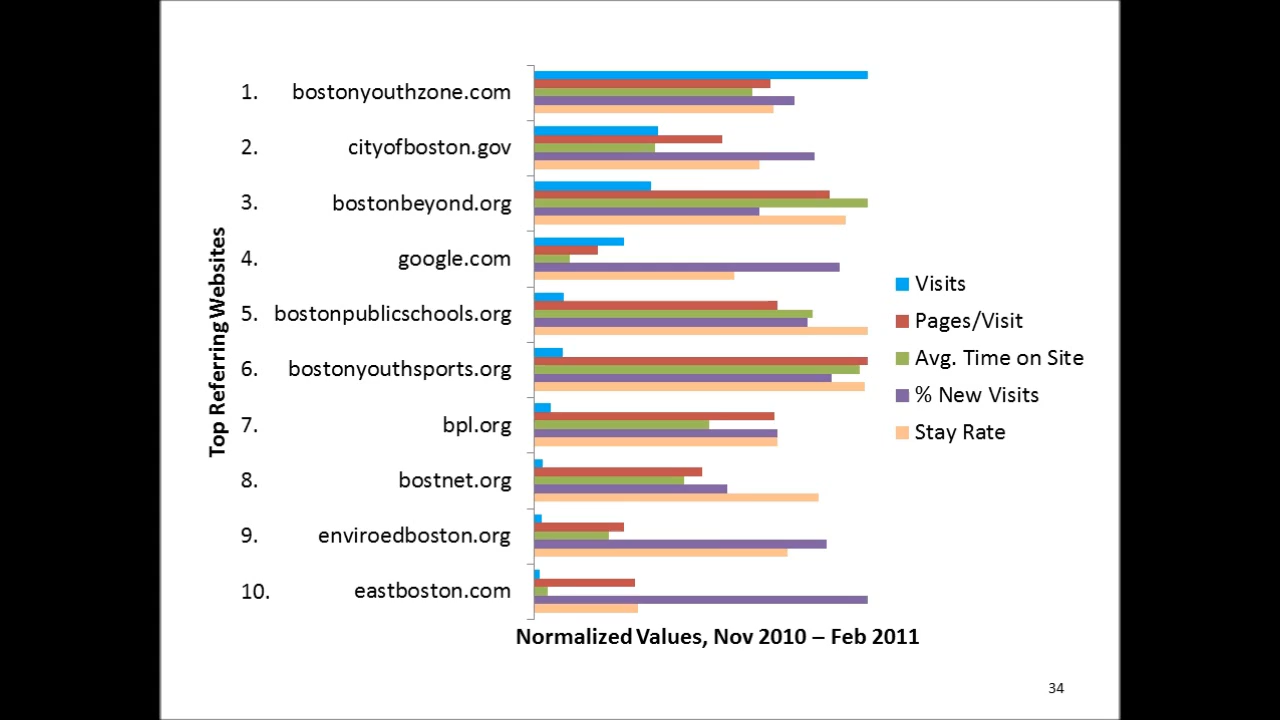 1. bostonyouthzone.com
2. cityofboston.gov
3. bostonbeyond.org
4. google.com
5. bostonpublicschools.org
6. bostonyouthsports.org
7. bpl.org
8. bostnet.org
9. enviroedboston.org
10. eastboston.com
Top Referring Websites
Visits
Pages/Visit
Avg. Time on Site
% New Visits
Stay Rate
Normalized Values, Nov 2010 – Feb 2011
34